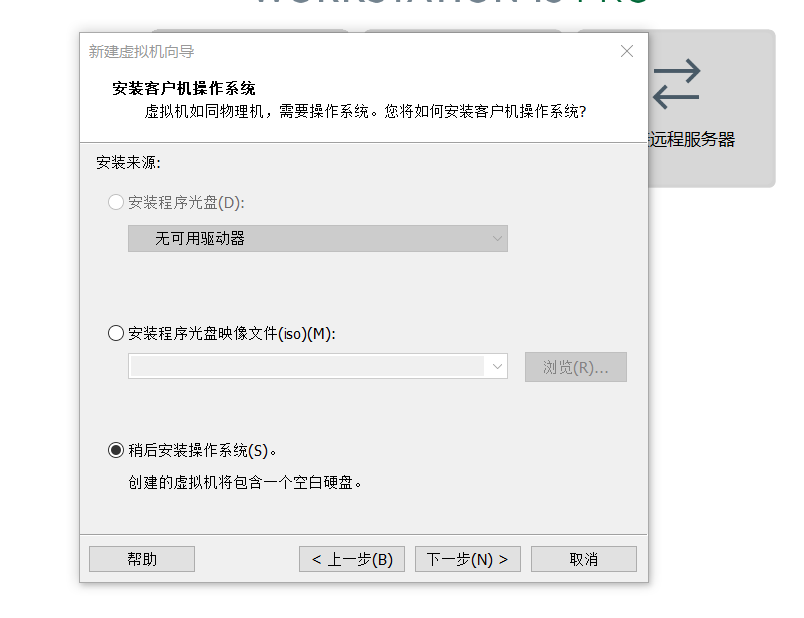 新建虚拟机向导
安装客户机操作系统
虚拟机如同物理机，需要操作系统。您将如何安装客户机操作系统?
远程服务器
安装来源:
安装程序光盘(D):
无可用驱动器
安装程序光盘映像文件(iso)(M):
浏览(R)...
稍后安装操作系统(S)。
创建的虚拟机将包含一个空白硬盘。
帮助
< 上一步(B)
下一步(N) >
取消